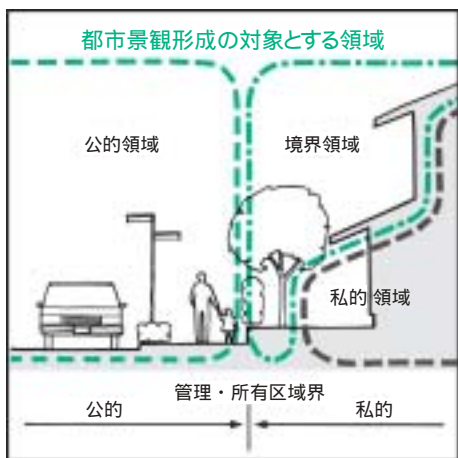 都市景観形成の対象とする領域
公的領域
境界領域
私的 領域
管理・所有区域界
公的
私的